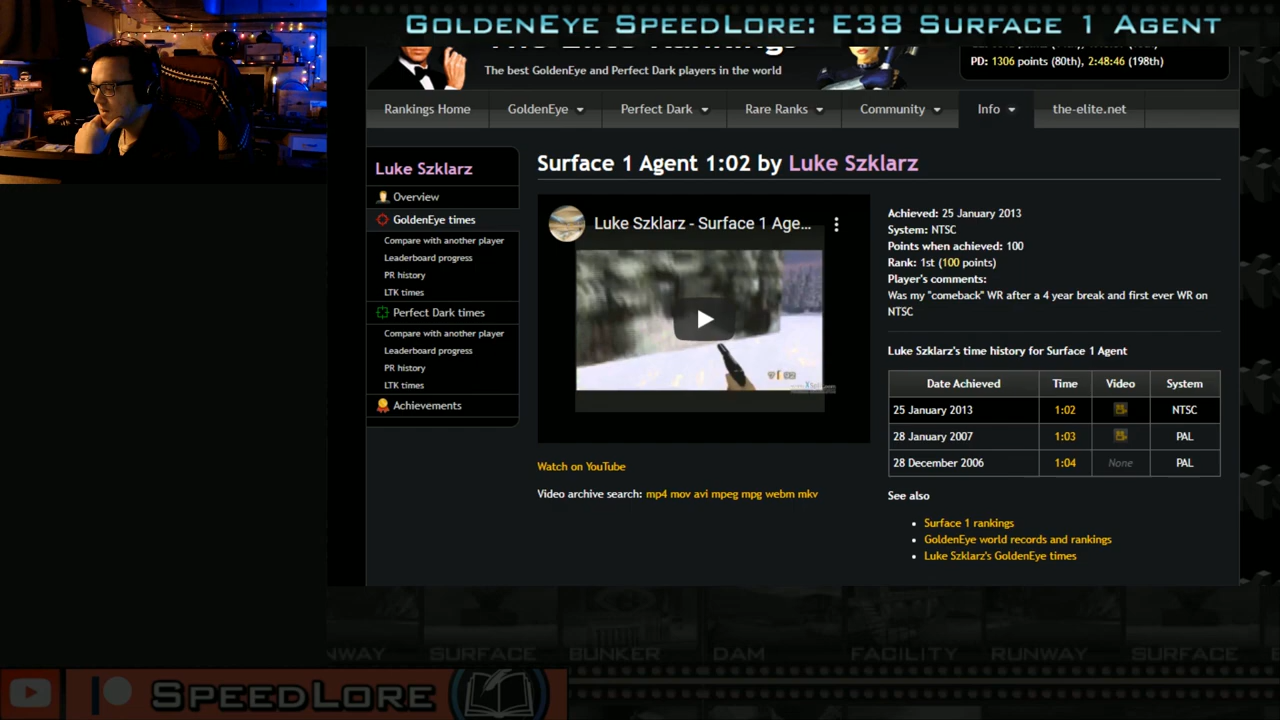 GoldenEye SpeedLore: E38 Surface 1 Agent
The best GoldenEye and Perfect Dark players in the world
PD: 1306 points (80th), 2:48:46 (198th)
Rankings Home
GoldenEye
Perfect Dark
Rare Ranks
Community
Info
the-elite.net
Luke Szklarz
Overview
GoldenEye times
Compare with another player
Leaderboard progress
PR history
LTK times
Perfect Dark times
Compare with another player
Leaderboard progress
PR history
LTK times
Achievements
Surface 1 Agent 1:02 by Luke Szklarz
Luke Szklarz - Surface 1 Age...
Watch on YouTube
Video archive search: mp4 mov avi mpeg mpg webm mkv
Achieved: 25 January 2013
System: NTSC
Points when achieved: 100
Rank: 1st (100 points)
Player's comments:
Was my "comeback" WR after a 4 year break and first ever WR on
NTSC
Luke Szklarz's time history for Surface 1 Agent
Date Achieved Time Video System
25 January 2013 1:02 NTSC
28 January 2007 1:03 PAL
28 December 2006 1:04 None PAL
See also
Surface 1 rankings
GoldenEye world records and rankings
Luke Szklarz's GoldenEye times
NWAY SURFACE BUNKER DAM FACILITY RUNWAY SURFACE
SpeedLore